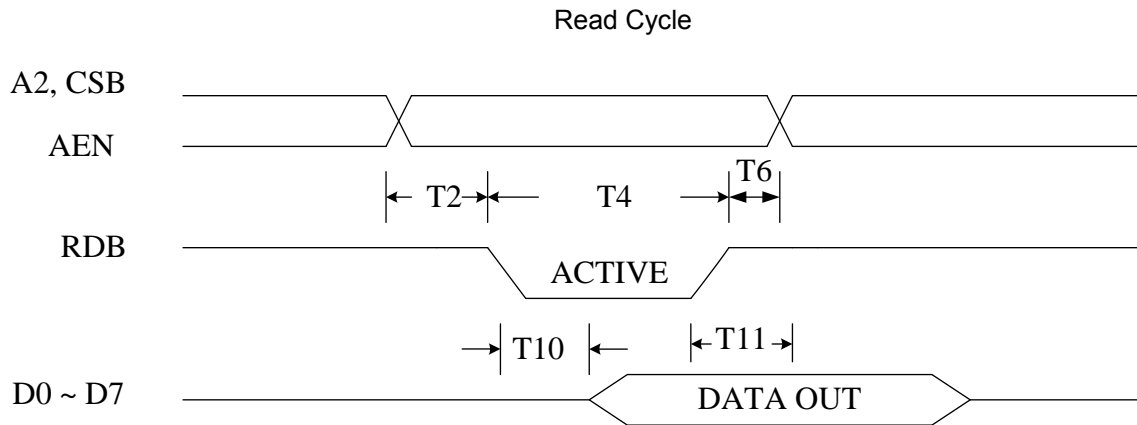 Read Cycle
A2, CSB
AEN
T2
T4
T6
RDB
ACTIVE
T10
T11
D0 ~ D7
DATA OUT